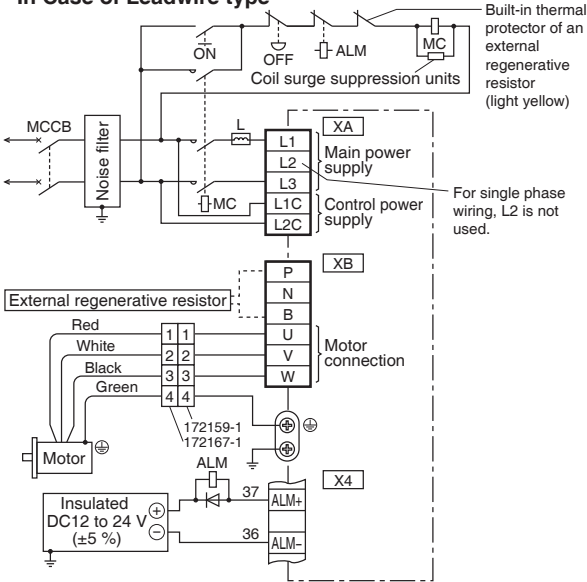 In Case of Leadwire type
Built-in thermal
protector of an
external
regenerative
resistor
(light yellow)
ON
OFF
ALM
MC
Coil surge suppression units
MCCB
Noise filter
L
MC
XA
L1
L2
L3
L1C
L2C
Main power
supply
Control power
supply
For single phase
wiring, L2 is not
used.
XB
P
N
B
U
V
W
External regenerative resistor
Motor
connection
Red
White
Black
Green
1 1
2 2
3 3
4 4
172159-1
172167-1
Motor
ALM
X4
37
ALM+
36
ALM−
Insulated
DC12 to 24 V
(±5 %)
+
−